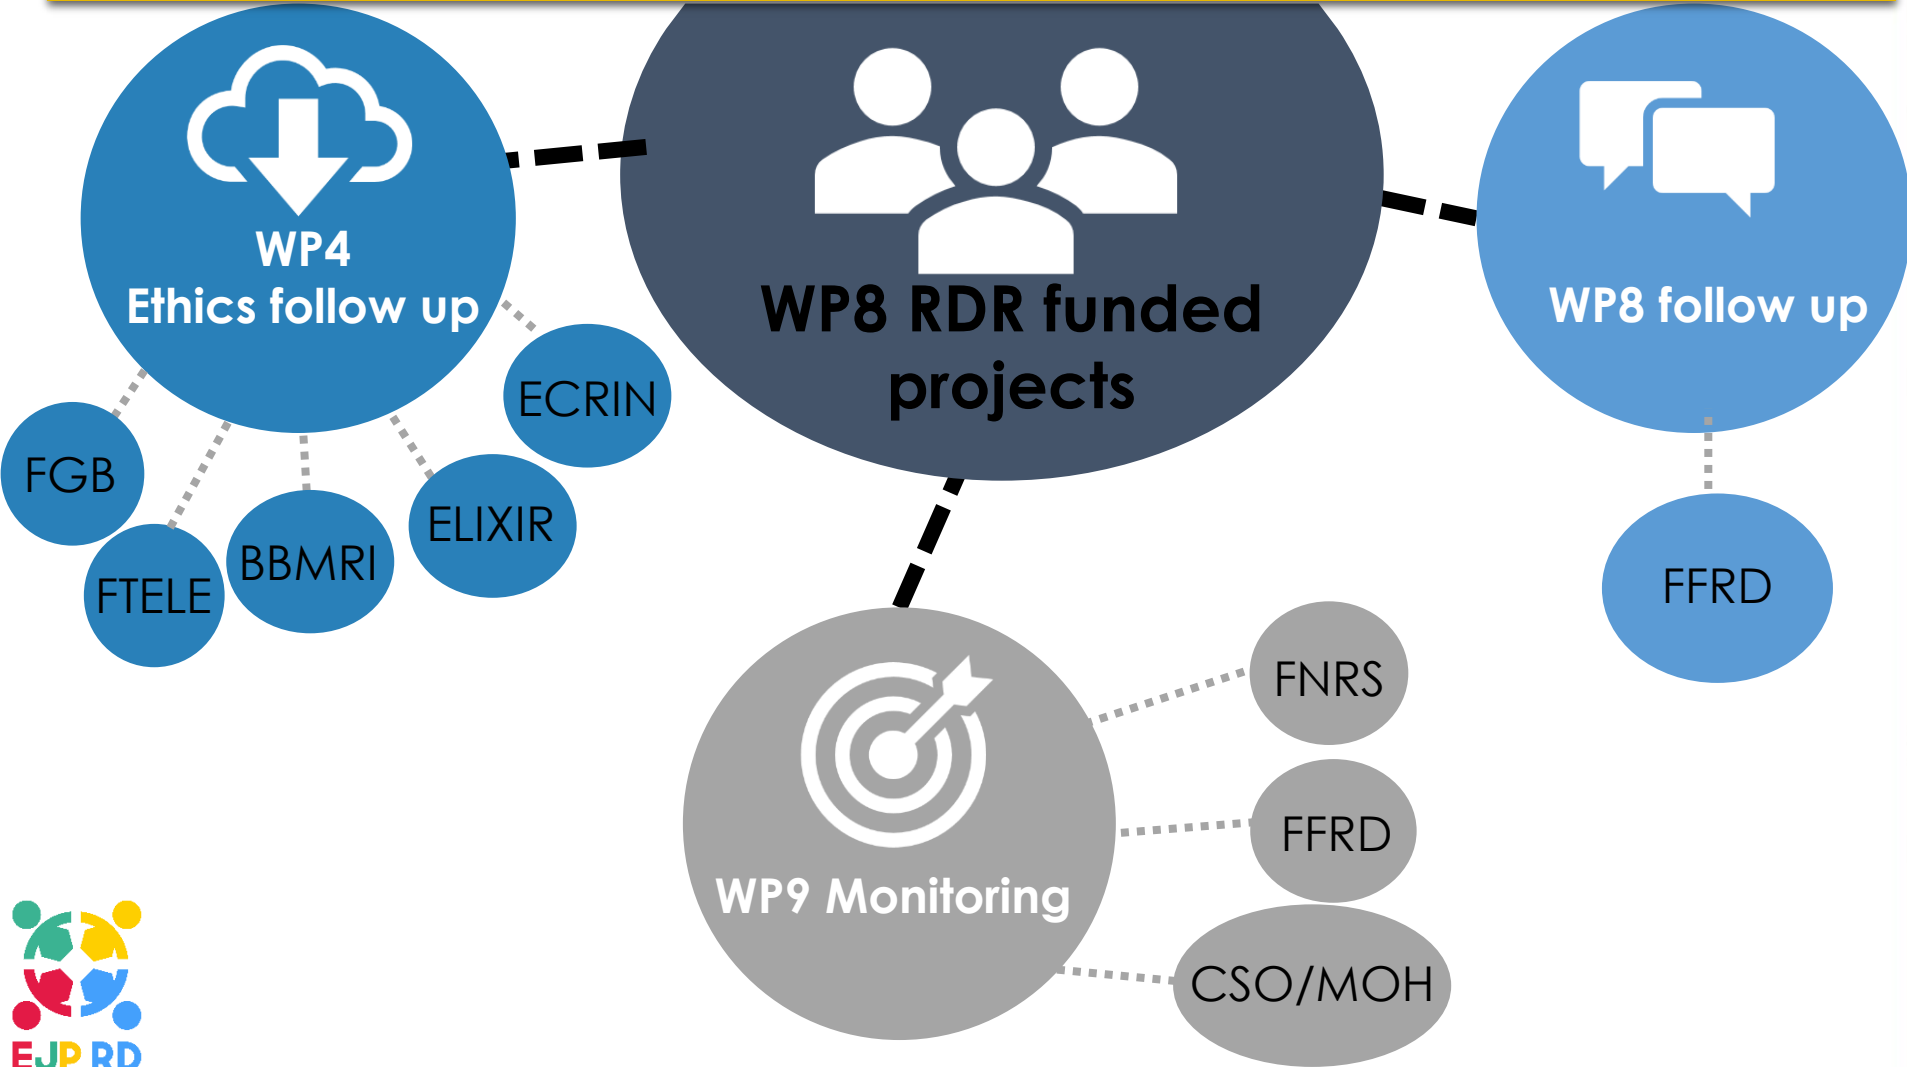 WP4
Ethics follow up
WP8 RDR funded
projects
WP8 follow up
ECRIN
FGB
ELIXIR
BBMRI
FTELE
FFRD
FNRS
FFRD
WP9 Monitoring
CSO/MOH
EJP RD